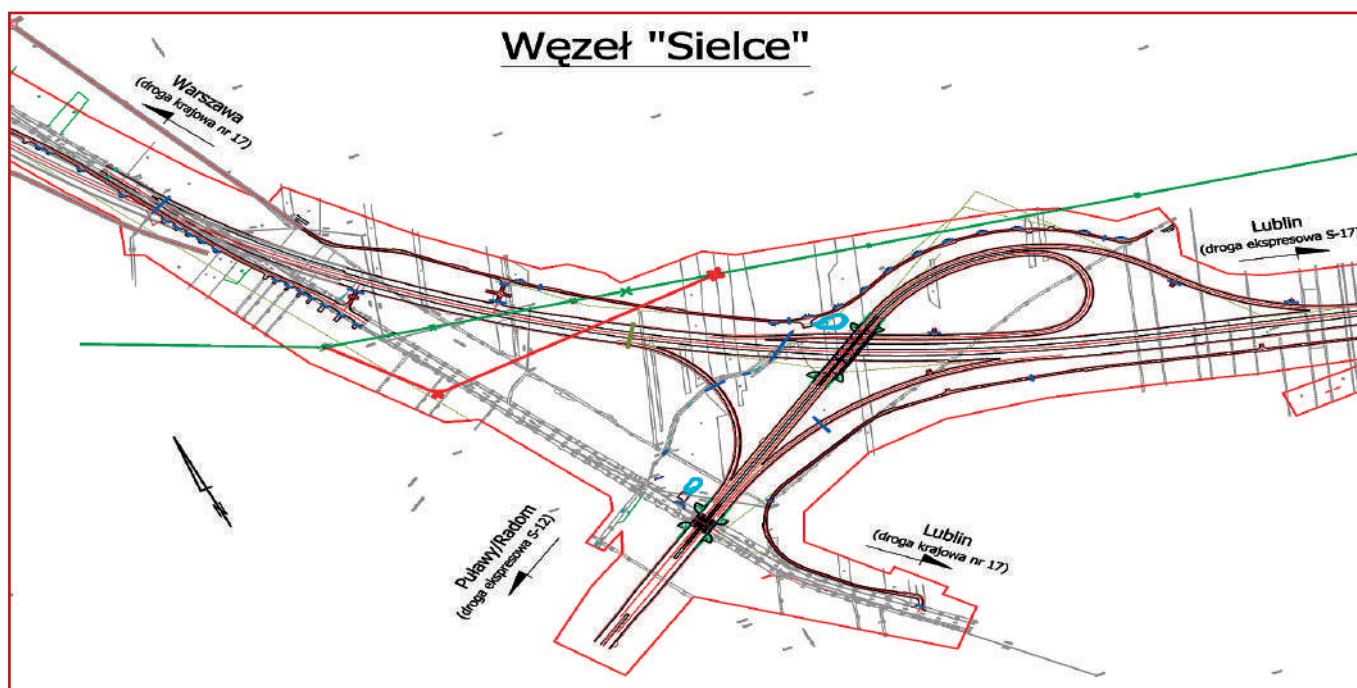 Węzeł "Sielce"
Warszawa
(droga krajowa nr 17)
Lublin
(droga ekspresowa S-17)
Puławy/Radom
(droga ekspresowa S-12)
Lublin
(droga krajowa nr 17)